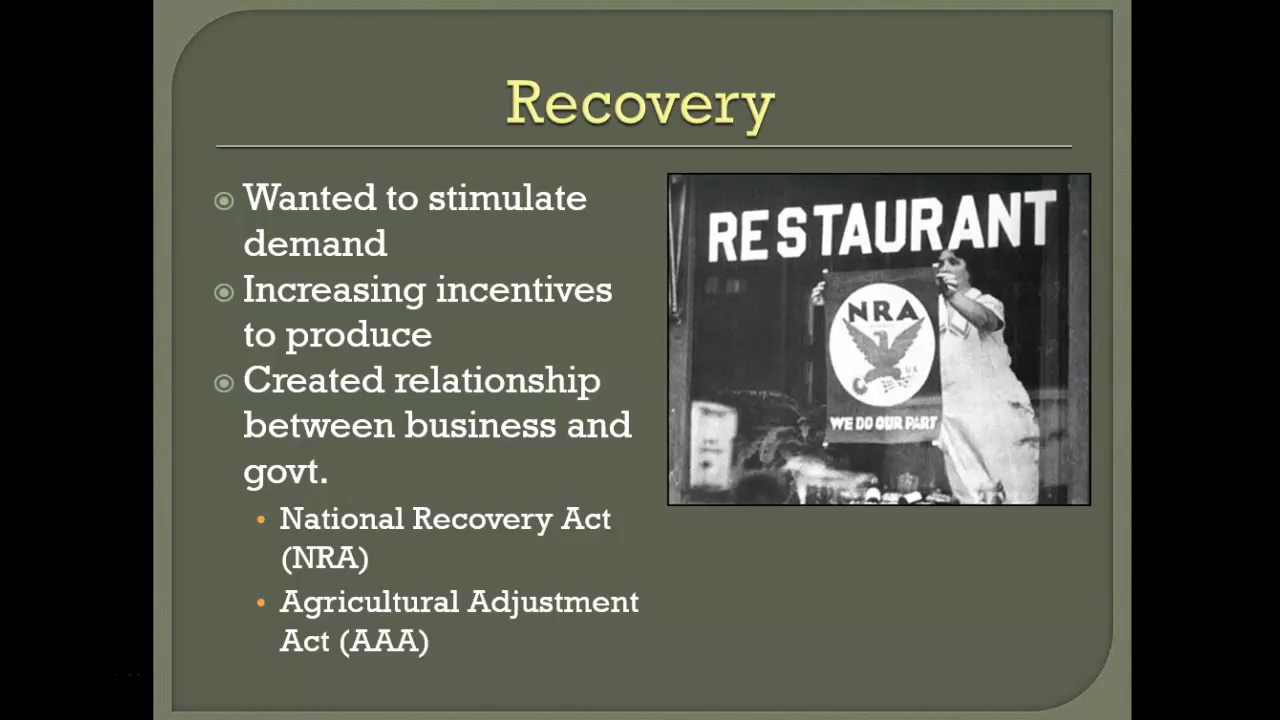 Recovery
Wanted to stimulate
demand
Increasing incentives
to produce
Created relationship
between business and
govt.
National Recovery Act
(NRA)
Agricultural Adjustment
Act (AAA)
RESTAURANT
NRA
U.S.
WE DO OUR PART